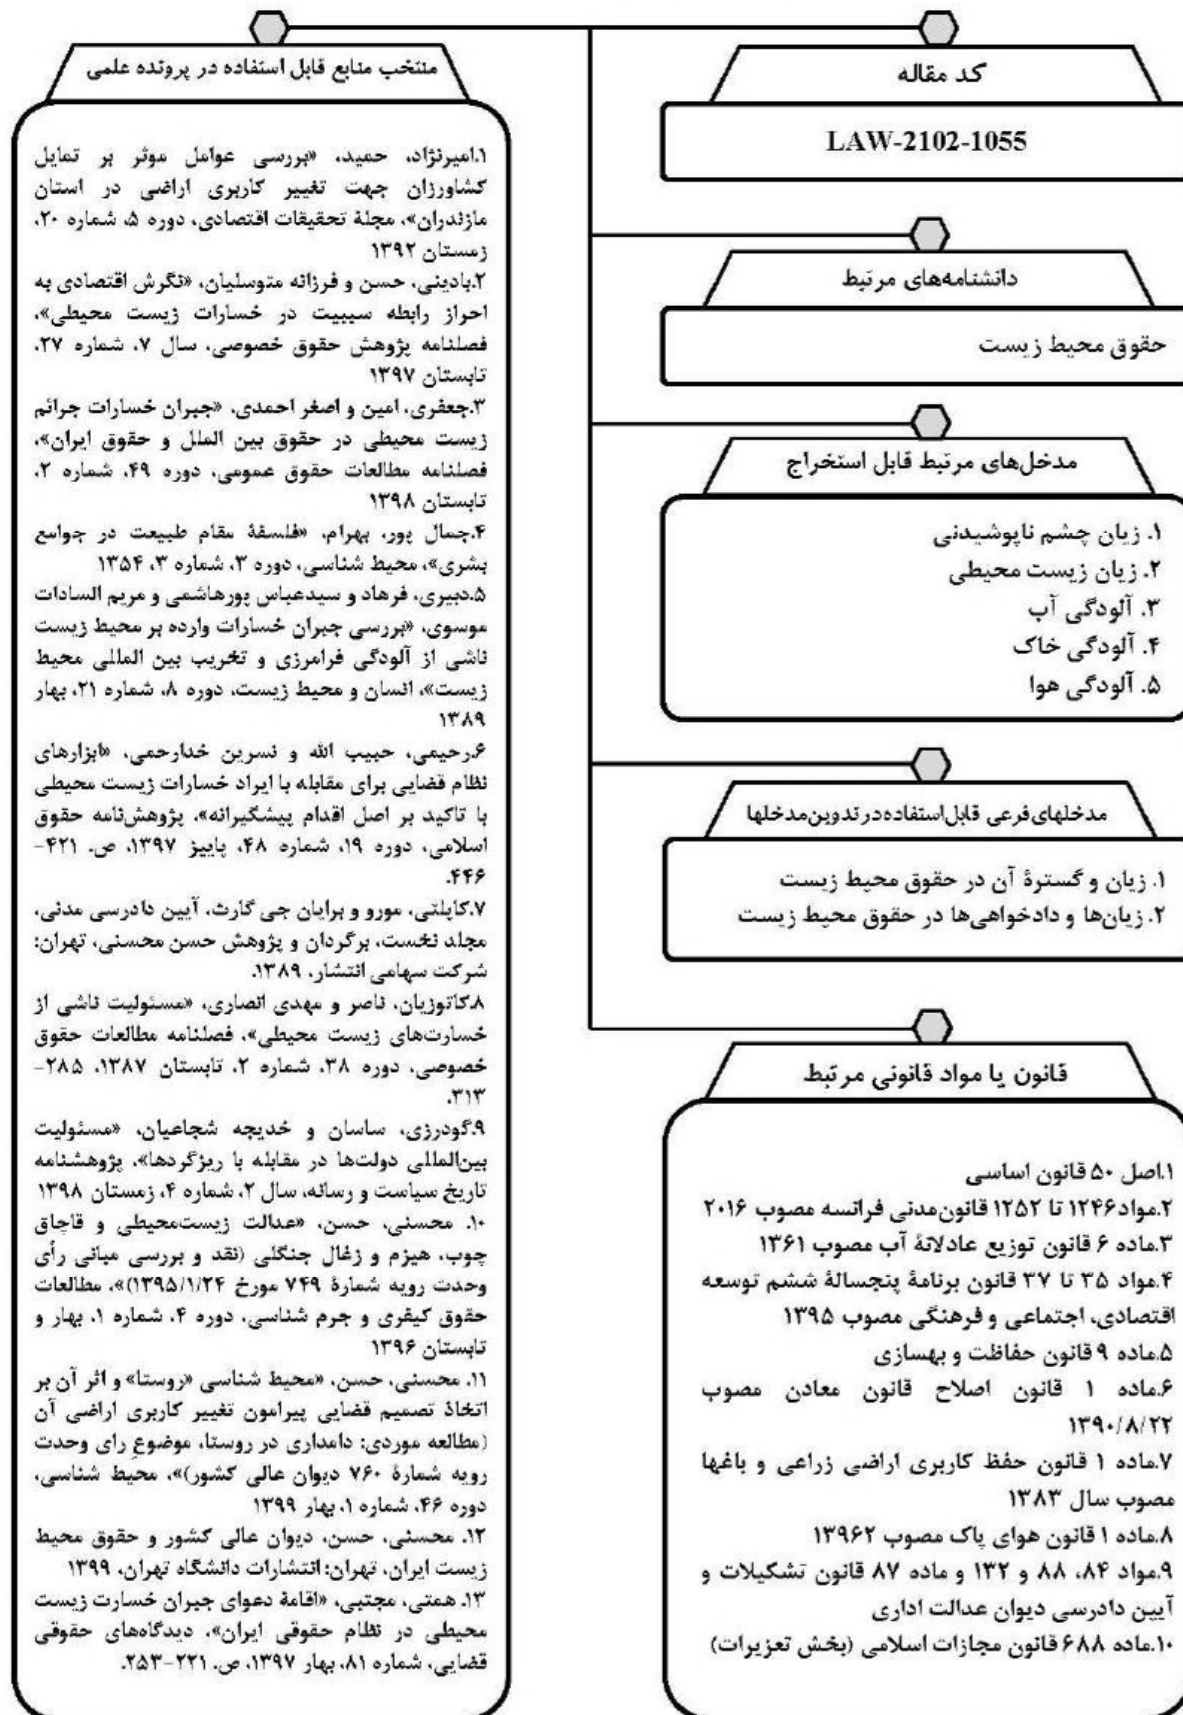 کد مقاله
LAW-2102-1055
دانشنامه‌های مرتبط
حقوق محیط زیست
مدخل‌های مرتبط قابل استخراج
۱. زیان چشم ناپوشیدنی
۲. زیان زیست محیطی
۳. آلودگی آب
۴. آلودگی خاک
۵. آلودگی هوا
مدخلهای فرعی قابل‌استفاده در تدوین مدخلها
۱. زیان و گسترۀ آن در حقوق محیط زیست
۲. زیان‌ها و دادخواهی‌ها در حقوق محیط زیست
قانون یا مواد قانونی مرتبط
۱.اصل ۵۰ قانون اساسی
۲.مواد ۱۲۴۶ تا ۱۲۵۲ قانون‌مدنی فرانسه مصوب ۲۰۱۶
۳.ماده ۶ قانون توزیع عادلانۀ آب مصوب ۱۳۶۱
۴.مواد ۳۵ تا ۳۷ قانون برنامۀ پنجسالۀ ششم توسعه
اقتصادی، اجتماعی و فرهنگی مصوب ۱۳۹۵
۵.ماده ۹ قانون حفاظت و بهسازی
۶.ماده ۱ قانون اصلاح قانون معادن مصوب
۱۳۹۰/۸/۲۲
۷.ماده ۱ قانون حفظ کاربری اراضی زراعی و باغها
مصوب سال ۱۳۸۳
۸.ماده ۱ قانون هوای پاک مصوب ۱۳۹۶۲
۹.مواد ۸۴، ۸۸ و ۱۳۲ و ماده ۸۷ قانون تشکیلات و
آیین دادرسی دیوان عدالت اداری
۱۰.ماده ۶۸۸ قانون مجازات اسلامی (بخش تعزیرات)
منتخب منابع قابل استفاده در پرونده علمی
۱.امیرنژاد، حمید، «بررسی عوامل موثر بر تمایل
کشاورزان جهت تغییر کاربری اراضی در استان
مازندران»، مجلۀ تحقیقات اقتصادی، دوره ۵، شماره ۲۰،
زمستان ۱۳۹۲
۲.بادینی، حسن و فرزانه متوسلیان، «نگرش اقتصادی به
احراز رابطه سببیت در خسارات زیست محیطی»،
فصلنامه پژوهش حقوق خصوصی، سال ۷، شماره ۲۷،
تابستان ۱۳۹۷
۳.جعفری، امین و اصغر احمدی، «جبران خسارات جرائم
زیست محیطی در حقوق بین الملل و حقوق ایران»،
فصلنامه مطالعات حقوق عمومی، دوره ۴۹، شماره ۲،
تابستان ۱۳۹۸
۴.جمال پور، بهرام، «فلسفۀ مقام طبیعت در جوامع
بشری»، محیط شناسی، دوره ۳، شماره ۳، ۱۳۵۴
۵.دبیری، فرهاد و سیدعباس پورهاشمی و مریم السادات
موسوی، «بررسی جبران خسارات وارده بر محیط زیست
ناشی از آلودگی فرامرزی و تخریب بین المللی محیط
زیست»، انسان و محیط زیست، دوره ۸، شماره ۲۱، بهار
۱۳۸۹
۶.رحیمی، حبیب الله و نسرین خدارحمی، «ابزارهای
نظام قضایی برای مقابله با ایراد خسارات زیست محیطی
با تاکید بر اصل اقدام پیشگیرانه»، پژوهش‌نامه حقوق
اسلامی، دوره ۱۹، شماره ۴۸، پاییز ۱۳۹۷، ص. ۴۲۱-
۴۴۶.
۷.کاپلتی، مورو و برایان جی گارث، آیین دادرسی مدنی،
مجلد نخست، برگردان و پژوهش حسن محسنی، تهران:
شرکت سهامی انتشار، ۱۳۸۹.
۸.کاتوزیان، ناصر و مهدی انصاری، «مسئولیت ناشی از
خسارت‌های زیست محیطی»، فصلنامه مطالعات حقوق
خصوصی، دوره ۳۸، شماره ۲، تابستان ۱۳۸۷، ۲۸۵-
۳۱۳.
۹.گودرزی، ساسان و خدیجه شجاعیان، «مسئولیت
بین‌المللی دولت‌ها در مقابله با ریزگردها»، پژوهشنامه
تاریخ سیاست و رسانه، سال ۲، شماره ۴، زمستان ۱۳۹۸
۱۰. محسنی، حسن، «عدالت زیست‌محیطی و قاچاق
چوب، هیزم و زغال جنگلی (نقد و بررسی مبانی رأی
وحدت رویه شمارۀ ۷۴۹ مورخ ۱۳۹۵/۱/۲۴)»، مطالعات
حقوق کیفری و جرم شناسی، دوره ۴، شماره ۱، بهار و
تابستان ۱۳۹۶
۱۱. محسنی، حسن، «محیط شناسی «روستا» و اثر آن بر
اتخاذ تصمیم قضایی پیرامون تغییر کاربری اراضی آن
(مطالعه موردی: دامداری در روستا، موضوعِ رای وحدت
رویه شمارۀ ۷۶۰ دیوان عالی کشور)»، محیط شناسی،
دوره ۴۶، شماره ۱، بهار ۱۳۹۹
۱۲. محسنی، حسن، دیوان عالی کشور و حقوق محیط
زیست ایران، تهران: انتشارات دانشگاه تهران، ۱۳۹۹
۱۳. همتی، مجتبی، «اقامۀ دعوای جبران خسارت زیست
محیطی در نظام حقوقی ایران»، دیدگاه‌های حقوقی
قضایی، شماره ۸۱، بهار ۱۳۹۷، ص. ۲۲۱-۲۵۳.